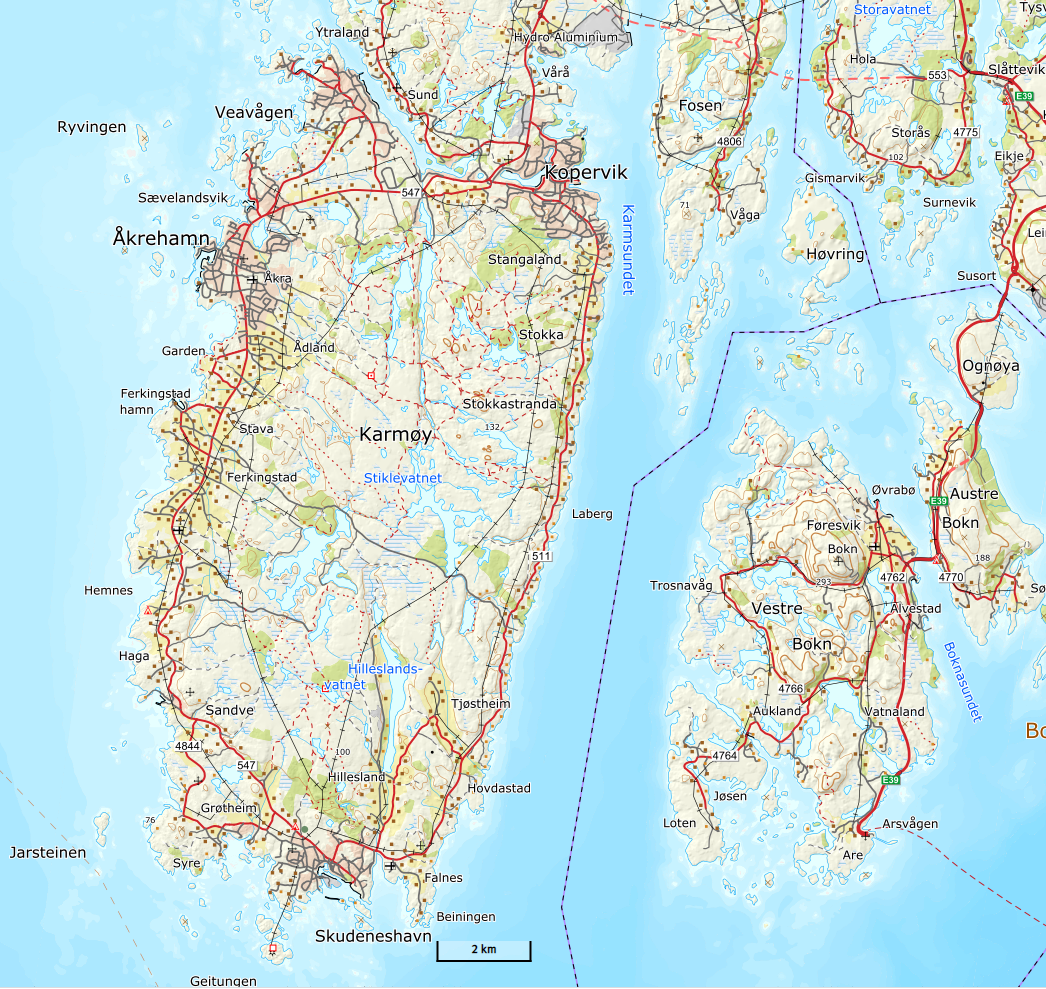 Storavatnet
Tysv
Ytraland
Hydro Aluminium
Hola
Slåttevik
Vårå
553
E39
Sund
Fosen
Veavågen
Ryvingen
4806
Storås
4775
102
Eikje
Kopervik
Gismarvik
547
Sævelandsvik
71
Våga
Surnevik
Karmsundet
Åkrehamn
Lei
Høvring
Stangaland
Åkra
Susort
Stokka
Garden
Ådland
Ognøya
Ferkingstad
hamn
Stokkastranda
Stava
132
Karmøy
Ferkingstad
Stiklevatnet
Øvrabø
Austre
E39
Laberg
Føresvik
Bokn
Bokn
511
188
Hemnes
Trosnavåg
293
4762
4770
Sø
Vestre
Alvestad
Bokn
Haga
Hilleslands-
vatnet
Boknasundet
4766
Sandve
Tjøstheim
Aukland
Vatnaland
Bo
4844
100
4764
547
Hillesland
E39
Hovdastad
Jøsen
Grøtheim
76
Loten
Arsvågen
Jarsteinen
Syre
Are
Falnes
Beiningen
Skudeneshavn
2 km
Geitungen